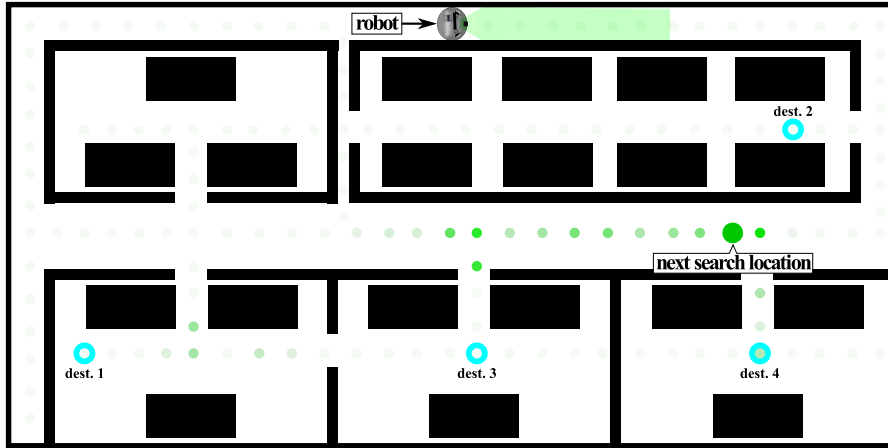 robot
dest. 2
next search location
dest. 1
dest. 3
dest. 4